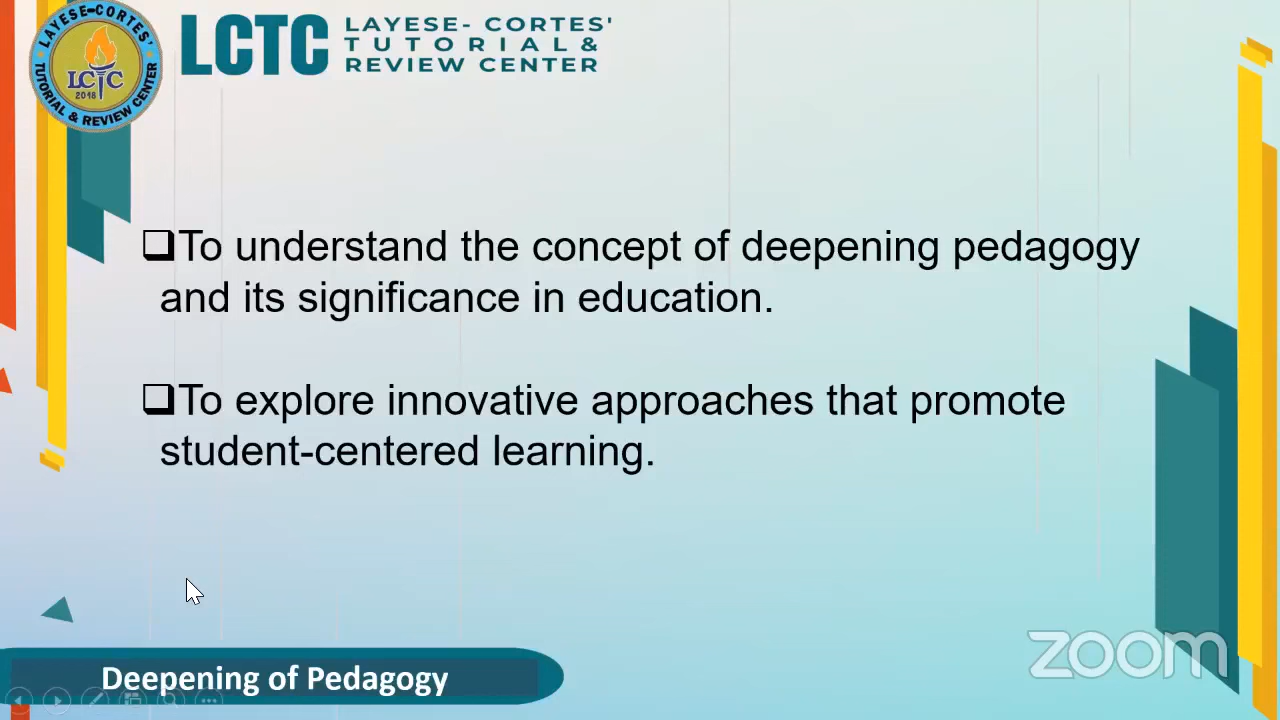 LAYESE-CORTES'
LCTC
2018
TUTORIAL & REVIEW CENTER
LCTC
LAYESE- CORTES'
TUTORIAL &
REVIEW CENTER
❑To understand the concept of deepening pedagogy
and its significance in education.
❑To explore innovative approaches that promote
student-centered learning.
zoom
Deepening of Pedagogy